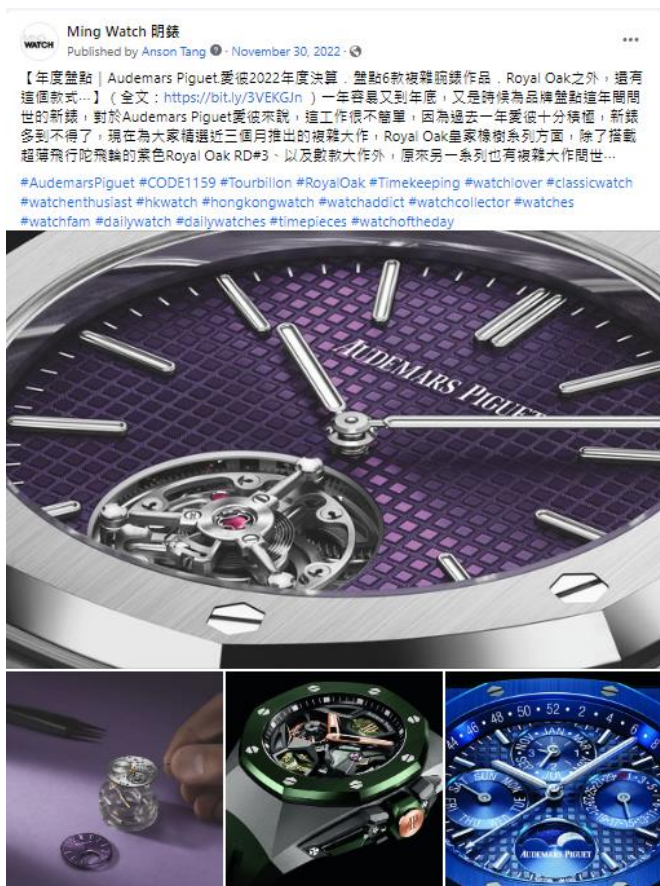 Ming Watch 明錶
WATCH
Published by Anson Tang · November 30, 2022 ·
【年度盤點 | Audemars Piguet.愛彼2022年度決算．盤點6款複雜腕錶作品．Royal Oak之外，還有
這個款式…】（全文：https://bit.ly/3VEKGJn ）一年容易又到年底，又是時候為品牌盤點這年間問
世的新錶，對於Audemars Piguet愛彼來說，這工作很不簡單，因為過去一年愛彼十分積極，新錶
多到不得了，現在為大家精選近三個月推出的複雜大作，Royal Oak皇家橡樹系列方面，除了搭載
超薄飛行陀飛輪的紫色Royal Oak RD#3、以及數款大作外，原來另一系列也有複雜大作問世…
#AudemarsPiguet #CODE1159 #Tourbillon #RoyalOak #Timekeeping #watchlover #classicwatch
#watchenthusiast #hkwatch #hongkongwatch #watchaddict #watchcollector #watches
#watchfam #dailywatch #dailywatches #timepieces #watchoftheday
AUDEMARS PIGUET
44 46 48 50 52 2 4 6 8
JAN MAR
SUN MON
TUE
WED
THU
FRI
SAT
AUDEMARS PIGUET